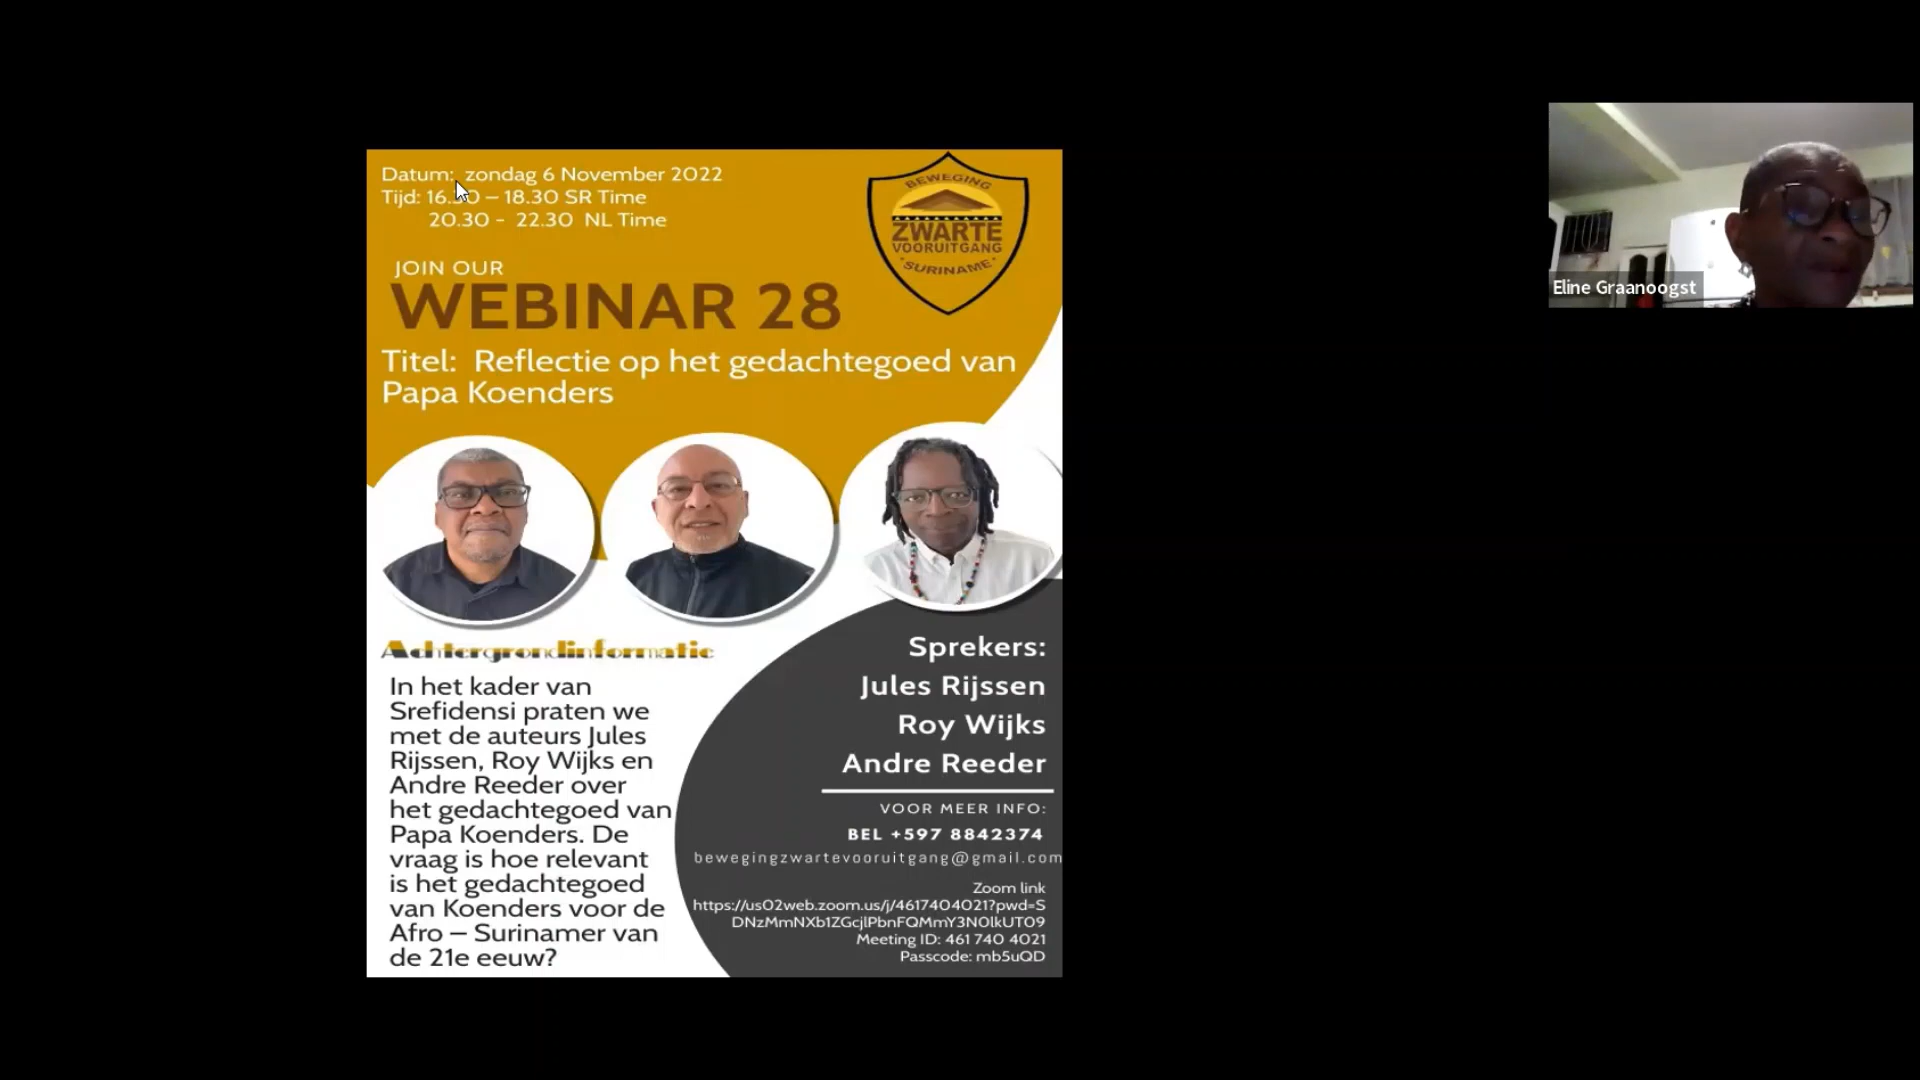 Datum: zondag 6 November 2022
Tijd: 16.30 – 18.30 SR Time
20.30 - 22.30 NL Time
BEWEGING
ZWARTE
VOORUITGANG
"SURINAME"
JOIN OUR
WEBINAR 28
Titel: Reflectie op het gedachtegoed van
Papa Koenders
Eline Graanoogst
Achtergrondinformatie
In het kader van
Srefidensi praten we
met de auteurs Jules
Rijssen, Roy Wijks en
Andre Reeder over
het gedachtegoed van
Papa Koenders. De
vraag is hoe relevant
is het gedachtegoed
van Koenders voor de
Afro – Surinamer van
de 21e eeuw?
Sprekers:
Jules Rijssen
Roy Wijks
Andre Reeder
VOOR MEER INFO:
BEL +597 8842374
bewegingzwartevooruitgang@gmail.com
Zoom link
https://us02web.zoom.us/j/4617404021?pwd=S
DNzMmNXb1ZGcjlPbnFQMmY3N0lkUT09
Meeting ID: 461 740 4021
Passcode: mb5uQD